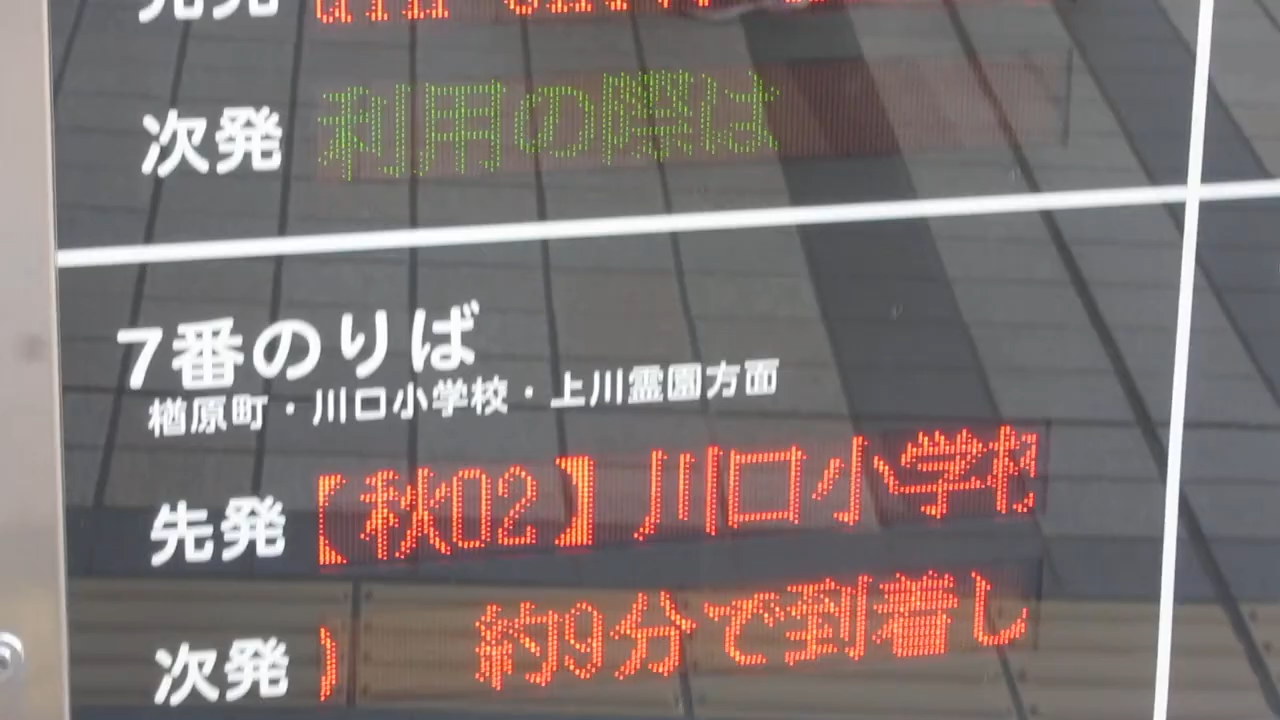 先発
次発 利用の際は
7番のりば
楢原町・川口小学校・上川霊園方面
先発 【秋02】川口小学校
次発 ） 約9分で到着し